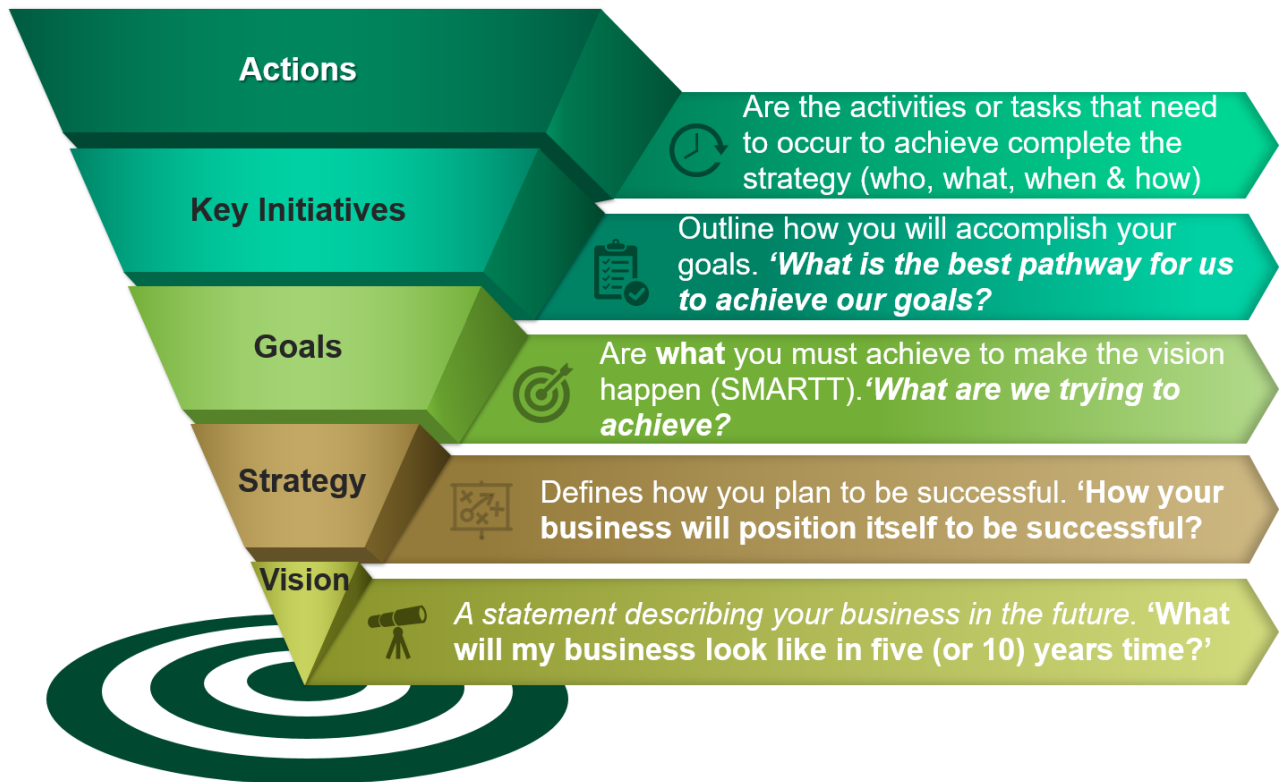 Actions
Are the activities or tasks that need
to occur to achieve complete the
strategy (who, what, when & how)
Key Initiatives
Outline how you will accomplish your
goals. ‘What is the best pathway for us
to achieve our goals?
Goals
Are what you must achieve to make the vision
happen (SMARTT).‘What are we trying to
achieve?
Strategy
Defines how you plan to be successful. ‘How your
business will position itself to be successful?
Vision
A statement describing your business in the future. ‘What
will my business look like in five (or 10) years time?’